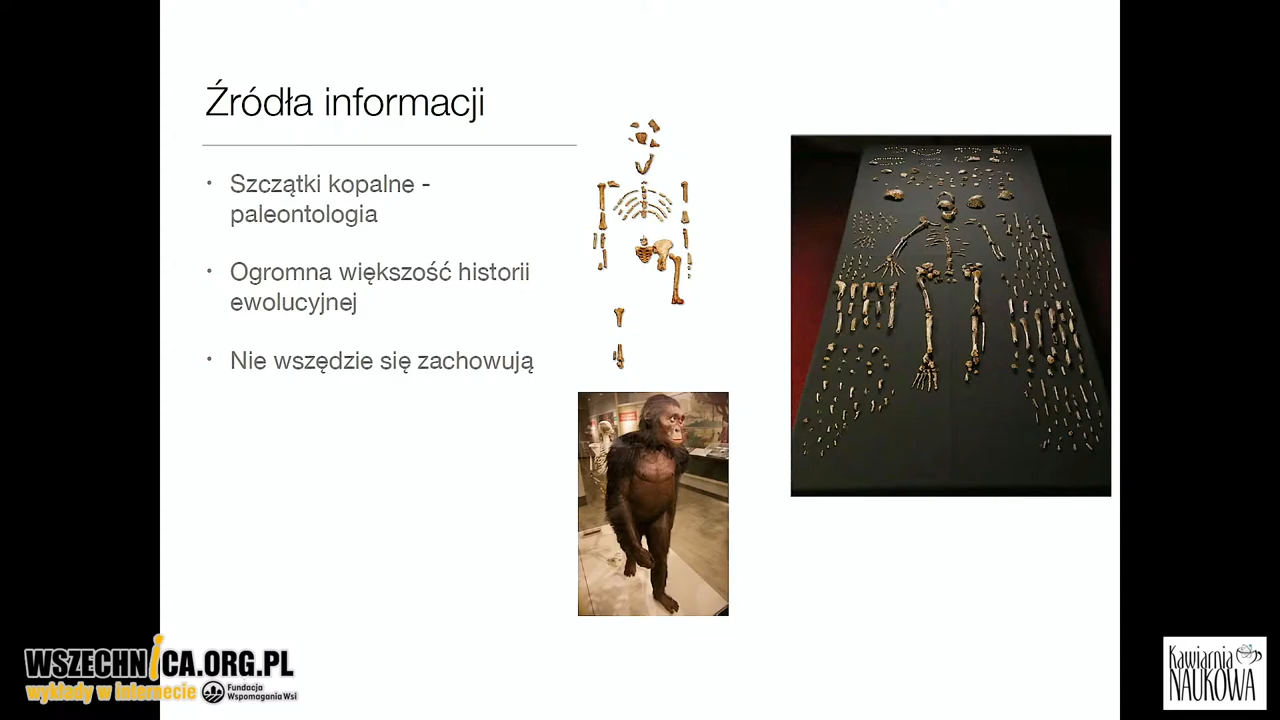 Źródła informacji
• Szczątki kopalne -
paleontologia
• Ogromna większość historii
ewolucyjnej
• Nie wszędzie się zachowują
WSZECHNiCA.ORG.PL
wykłady w internecie
Fundacja
Wspomagania Wsi
Kawiarnia
NAUKOWA